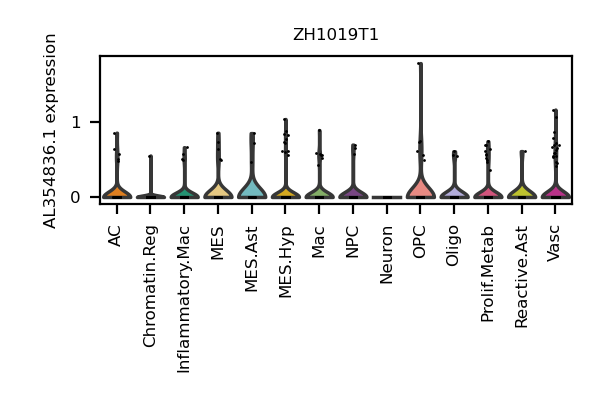 ZH1019T1
AL354836.1 expression
1
0
AC
Chromatin.Reg
Inflammatory.Mac
MES
MES.Ast
MES.Hyp
Mac
NPC
Neuron
OPC
Oligo
Prolif.Metab
Reactive.Ast
Vasc